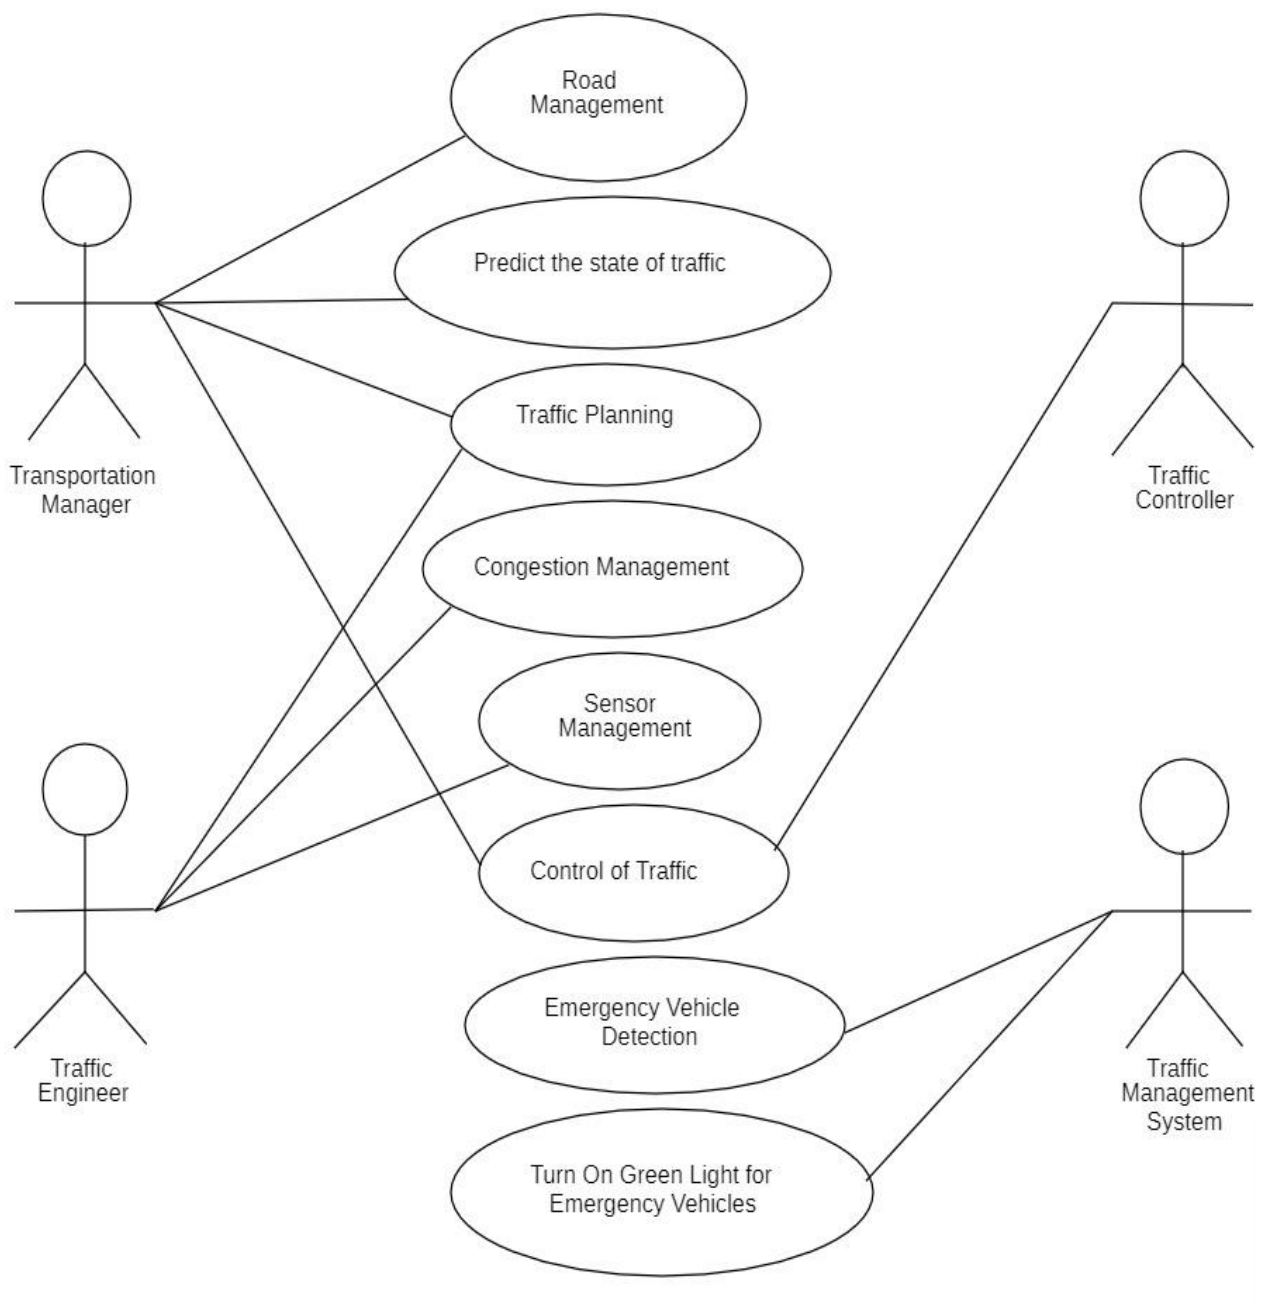 Road
Management
Predict the state of traffic
Traffic Planning
Transportation
Manager
Traffic
Controller
Congestion Management
Sensor
Management
Control of Traffic
Emergency Vehicle
Detection
Traffic
Engineer
Traffic
Management
System
Turn On Green Light for
Emergency Vehicles